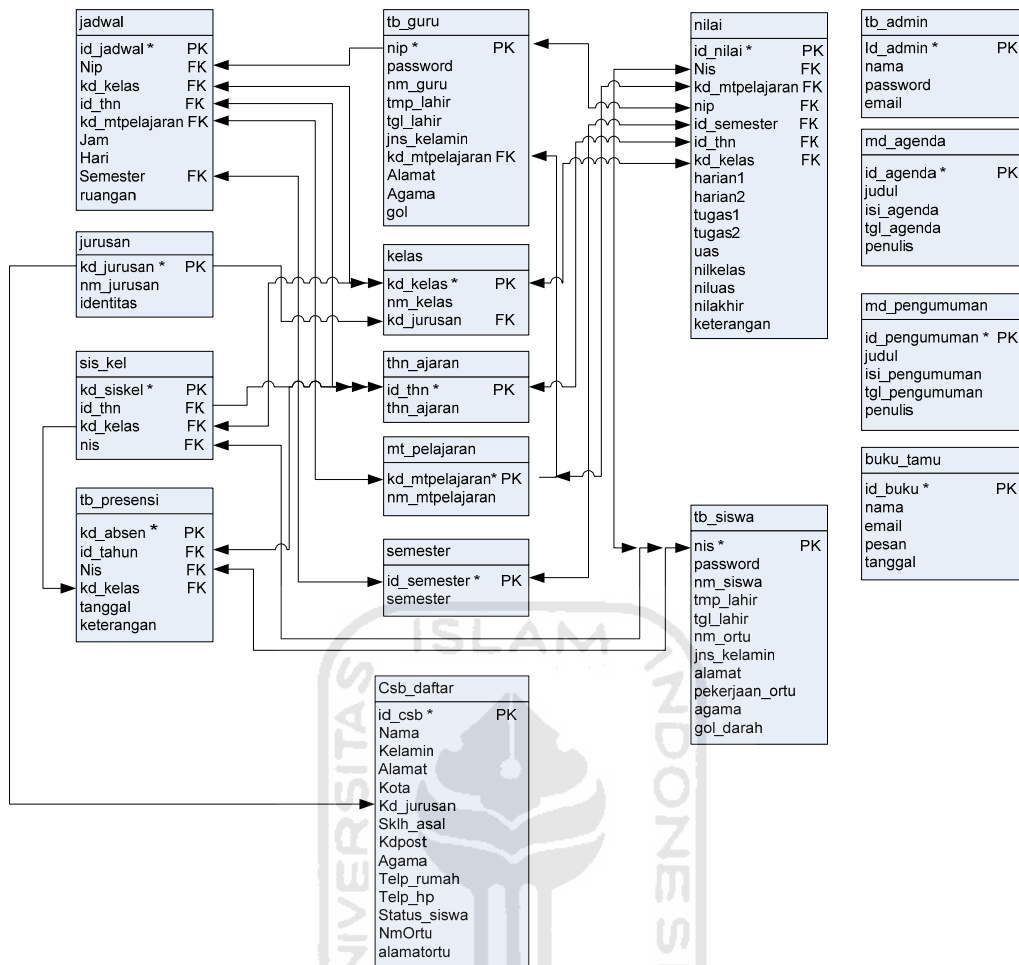 jadwal
id_jadwal * PK
Nip FK
kd_kelas FK
id_thn FK
kd_mtpelajaran FK
Jam
Hari
Semester FK
ruangan
jurusan
kd_jurusan * PK
nm_jurusan
identitas
sis_kel
kd_siskel * PK
id_thn FK
kd_kelas FK
nis FK
tb_presensi
kd_absen * PK
id_tahun FK
Nis FK
kd_kelas FK
tanggal
keterangan
tb_guru
nip * PK
password
nm_guru
tmp_lahir
tgl_lahir
jns_kelamin
kd_mtpelajaran FK
Alamat
Agama
gol
kelas
kd_kelas * PK
nm_kelas
kd_jurusan FK
thn_ajaran
id_thn * PK
thn_ajaran
mt_pelajaran
kd_mtpelajaran* PK
nm_mtpelajaran
semester
id_semester * PK
semester
Csb_daftar
id_csb * PK
Nama
Kelamin
Alamat
Kota
Kd_jurusan
Sklh_asal
Kdpost
Agama
Telp_rumah
Telp_hp
Status_siswa
NmOrtu
alamatortu
nilai
id_nilai * PK
Nis FK
kd_mtpelajaran FK
nip FK
id_semester FK
id_thn FK
kd_kelas FK
harian1
harian2
tugas1
tugas2
uas
nilkelas
niluas
nilakhir
keterangan
tb_siswa
nis * PK
password
nm_siswa
tmp_lahir
tgl_lahir
nm_ortu
jns_kelamin
alamat
pekerjaan_ortu
agama
gol_darah
tb_admin
Id_admin * PK
nama
password
email
md_agenda
id_agenda * PK
judul
isi_agenda
tgl_agenda
penulis
md_pengumuman
id_pengumuman * PK
judul
isi_pengumuman
tgl_pengumuman
penulis
buku_tamu
id_buku * PK
nama
email
pesan
tanggal
ISLAM